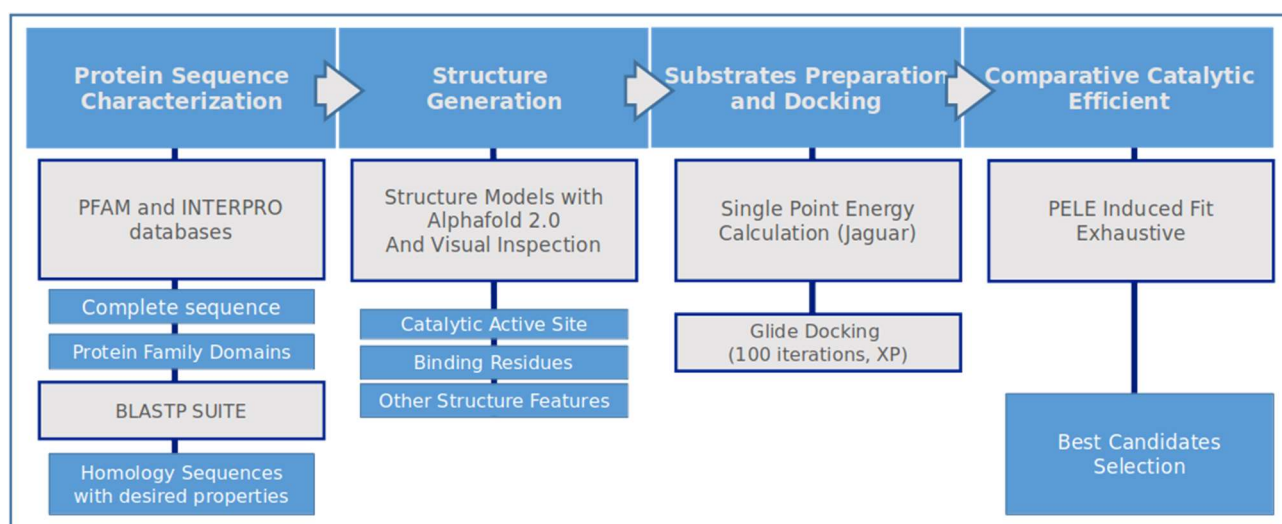 Protein Sequence
Characterization
Structure
Generation
Substrates Preparation
and Docking
Comparative Catalytic
Efficient
PFAM and INTERPRO
databases
Complete sequence
Protein Family Domains
BLASTP SUITE
Homology Sequences
with desired properties
Structure Models with
Alphafold 2.0
And Visual Inspection
Catalytic Active Site
Binding Residues
Other Structure Features
Single Point Energy
Calculation (Jaguar)
Glide Docking
(100 iterations, XP)
PELE Induced Fit
Exhaustive
Best Candidates
Selection